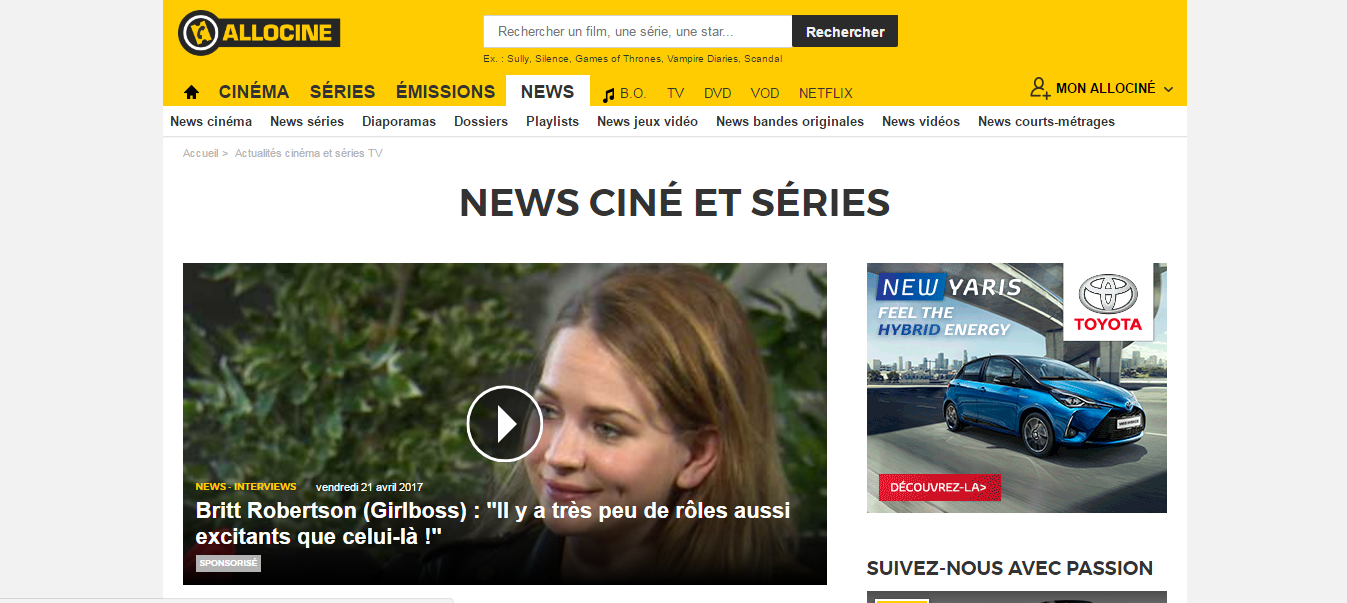 ALLOCINE
Rechercher un film, une série, une star...
Rechercher
Ex. : Sully, Silence, Games of Thrones, Vampire Diaries, Scandal
CINÉMA SÉRIES ÉMISSIONS NEWS B.O. TV DVD VOD NETFLIX
MON ALLOCINÉ
News cinéma News séries Diaporamas Dossiers Playlists News jeux vidéo News bandes originales News vidéos News courts-métrages
Accueil > Actualités cinéma et séries TV
NEWS CINÉ ET SÉRIES
NEWS - INTERVIEWS vendredi 21 avril 2017
Britt Robertson (Girlboss) : "Il y a très peu de rôles aussi
excitants que celui-là !"
SPONSORISÉ
NEW YARIS
FEEL THE
HYBRID ENERGY
TOYOTA
DÉCOUVREZ-LA>
SUIVEZ-NOUS AVEC PASSION